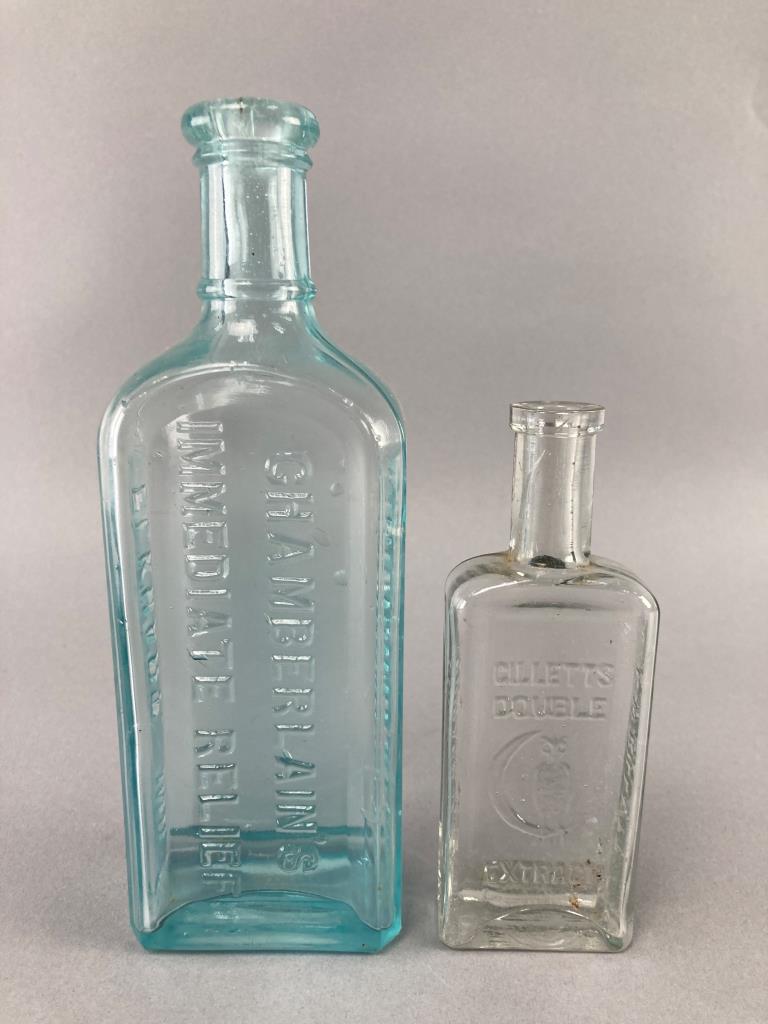 CHAMBERLAIN'S
IMMEDIATE RELIEF
GILLETTS
DOUBLE
EXTRACT